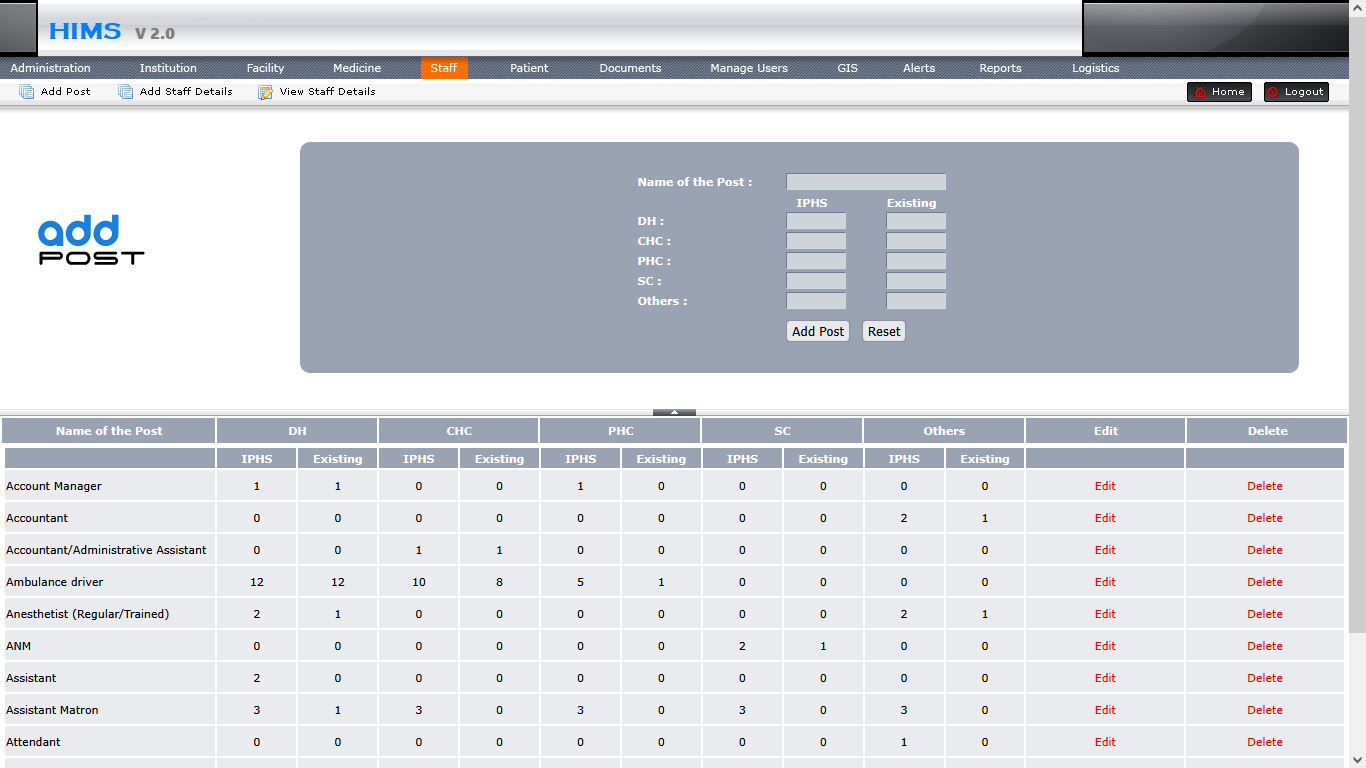 HIMS V 2.0
Administration Institution Facility Medicine Staff Patient Documents Manage Users GIS Alerts Reports Logistics
Add Post Add Staff Details View Staff Details Home Logout
add
POST
Name of the Post :
IPHS Existing
DH :
CHC :
PHC :
SC :
Others :
Add Post Reset
Name of the Post DH CHC PHC SC Others Edit Delete
IPHS Existing IPHS Existing IPHS Existing IPHS Existing IPHS Existing
Account Manager 1 1 0 0 1 0 0 0 0 0 Edit Delete
Accountant 0 0 0 0 0 0 0 0 2 1 Edit Delete
Accountant/Administrative Assistant 0 0 1 1 0 0 0 0 0 0 Edit Delete
Ambulance driver 12 12 10 8 5 1 0 0 0 0 Edit Delete
Anesthetist (Regular/Trained) 2 1 0 0 0 0 0 0 2 1 Edit Delete
ANM 0 0 0 0 0 0 2 1 0 0 Edit Delete
Assistant 2 0 0 0 0 0 0 0 0 0 Edit Delete
Assistant Matron 3 1 3 0 3 0 3 0 3 0 Edit Delete
Attendant 0 0 0 0 0 0 0 0 1 0 Edit Delete